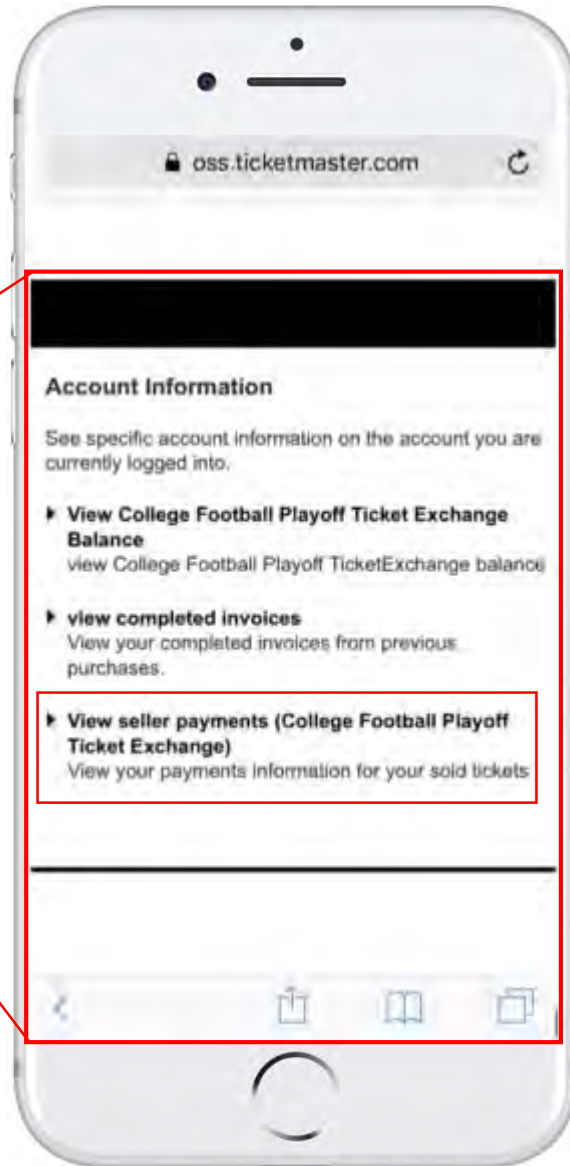 oss.ticketmaster.com
Account Information
See specific account information on the account you are
currently logged into.
View College Football Playoff Ticket Exchange
Balance
view College Football Playoff TicketExchange balance
view completed invoices
View your completed invoices from previous
purchases.
View seller payments (College Football Playoff
Ticket Exchange)
View your payments information for your sold tickets